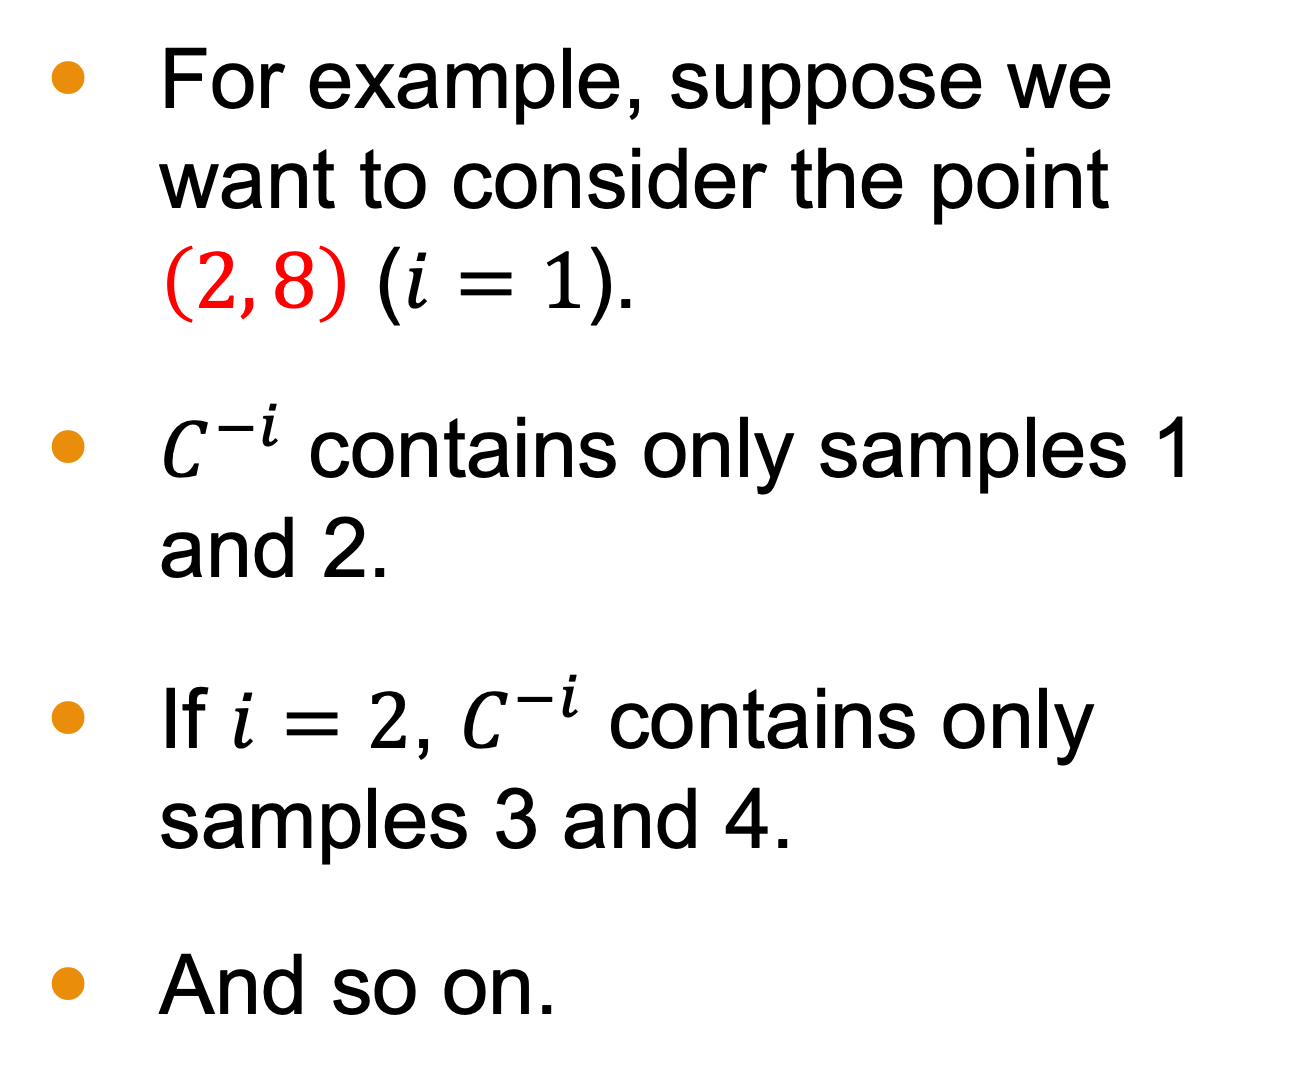 • For example, suppose we
want to consider the point
(2, 8) (i = 1).
• C⁻ⁱ contains only samples 1
and 2.
• If i = 2, C⁻ⁱ contains only
samples 3 and 4.
• And so on.